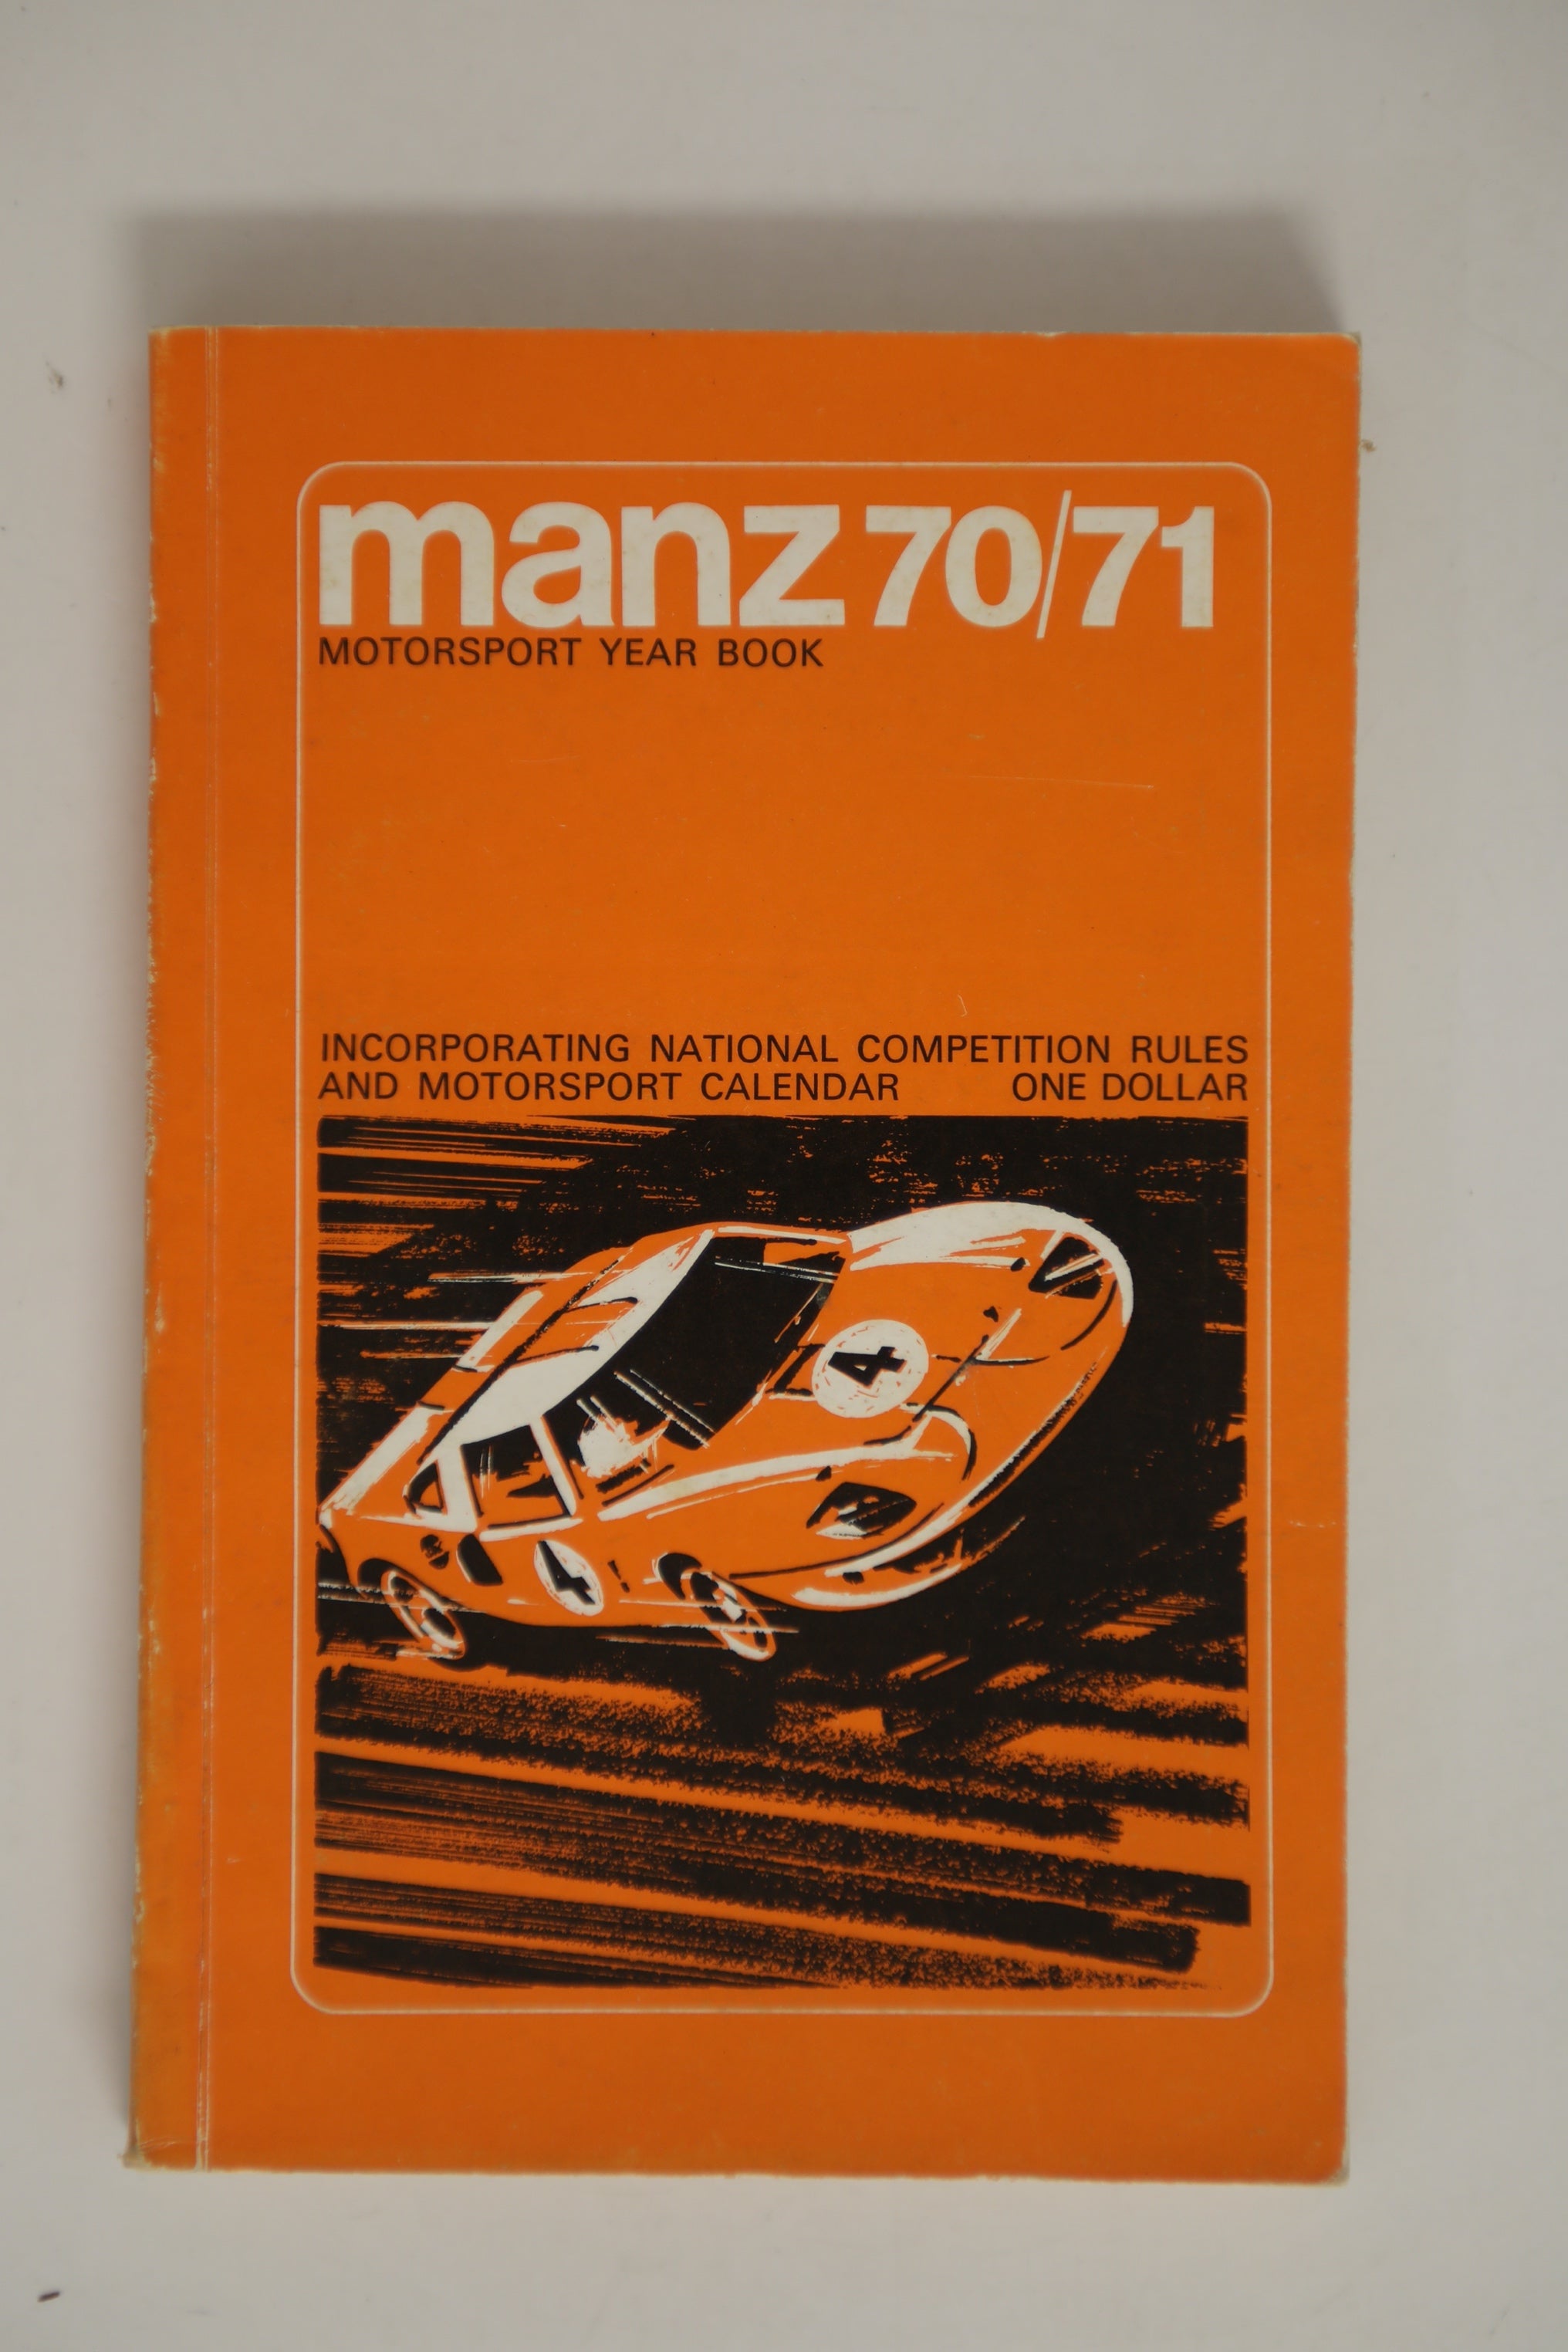 manz 70/71
MOTORSPORT YEAR BOOK
INCORPORATING NATIONAL COMPETITION RULES
AND MOTORSPORT CALENDAR ONE DOLLAR
4
4